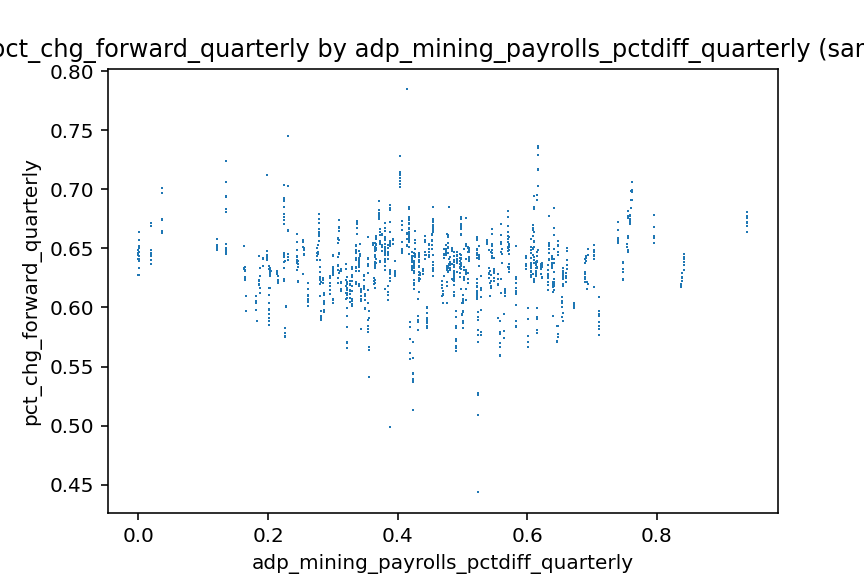 pct_chg_forward_quarterly by adp_mining_payrolls_pctdiff_quarterly (sam
0.80
0.75
0.70
0.65
0.60
0.55
0.50
0.45
pct_chg_forward_quarterly
0.0 0.2 0.4 0.6 0.8
adp_mining_payrolls_pctdiff_quarterly